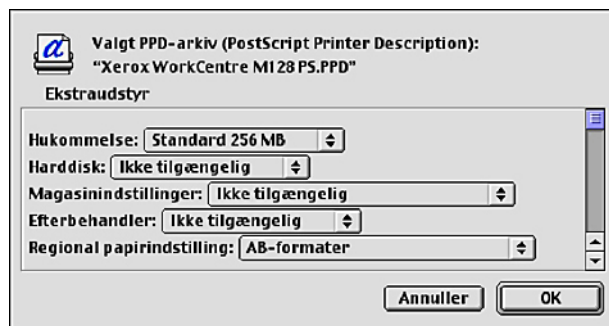 Valgt PPD-arkiv (PostScript Printer Description):
"Xerox WorkCentre M128 PS.PPD"
Ekstraudstyr
Hukommelse: Standard 256 MB
Harddisk: Ikke tilgængelig
Magasinindstillinger: Ikke tilgængelig
Efterbehandler: Ikke tilgængelig
Regional papirindstilling: AB-formater
Annuller OK